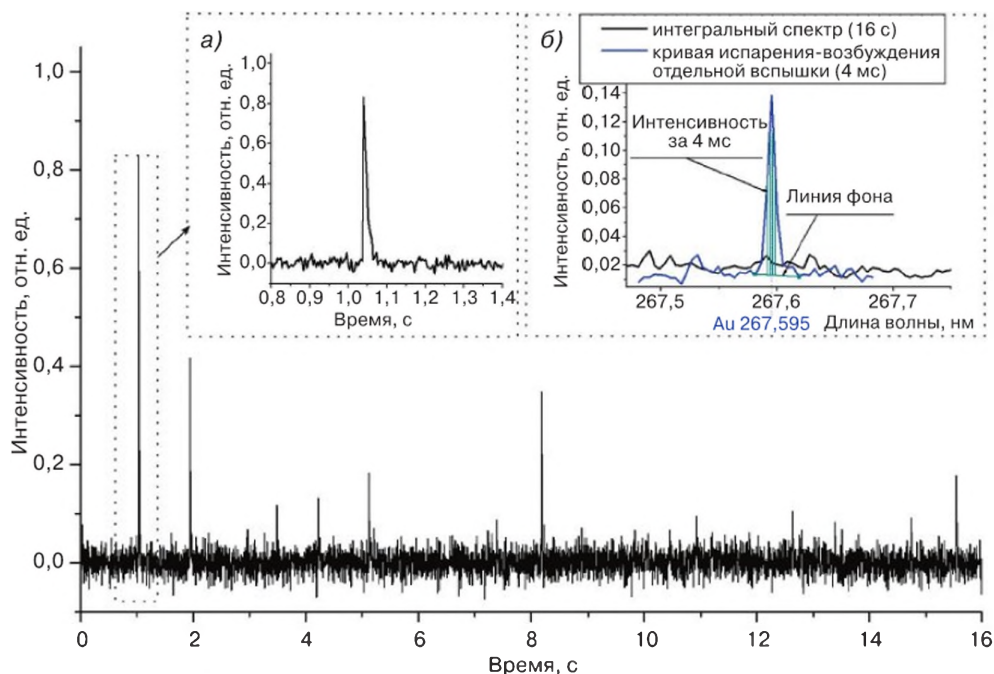 а)
Интенсивность, отн. ед.
1,0
0,8
0,6
0,4
0,2
0,0
0,8 0,9 1,0 1,1 1,2 1,3 1,4
Время, с
б)
интегральный спектр (16 с)
кривая испарения-возбуждения
отдельной вспышки (4 мс)
Интенсивность, отн. ед.
0,14
0,12
0,10
0,08
0,06
0,04
0,02
Интенсивность
за 4 мс
Линия фона
267,5 267,6 267,7
Au 267,595 Длина волны, нм
Интенсивность, отн. ед.
1,0
0,8
0,6
0,4
0,2
0,0
0 2 4 6 8 10 12 14 16
Время, с